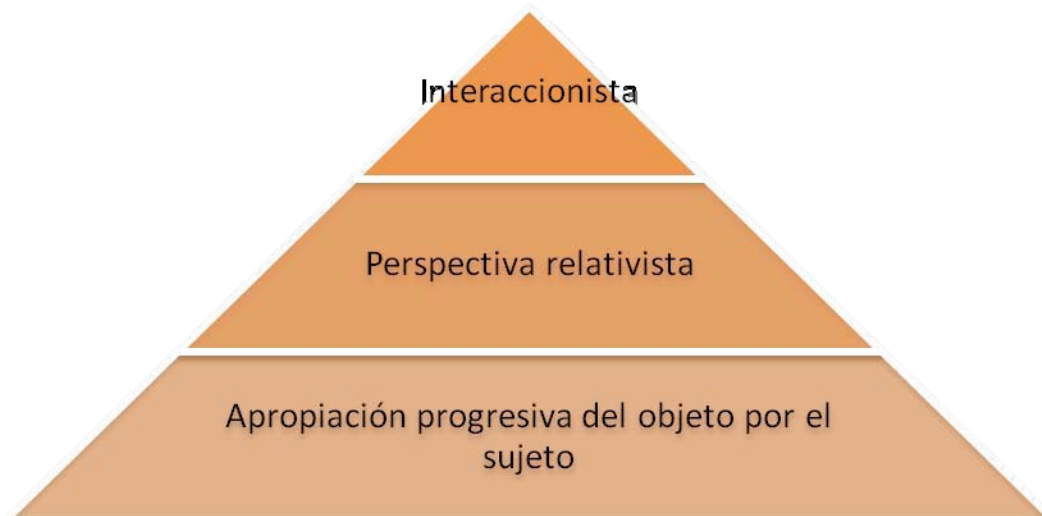 Interaccionista
Perspectiva relativista
Apropiación progresiva del objeto por el
sujeto